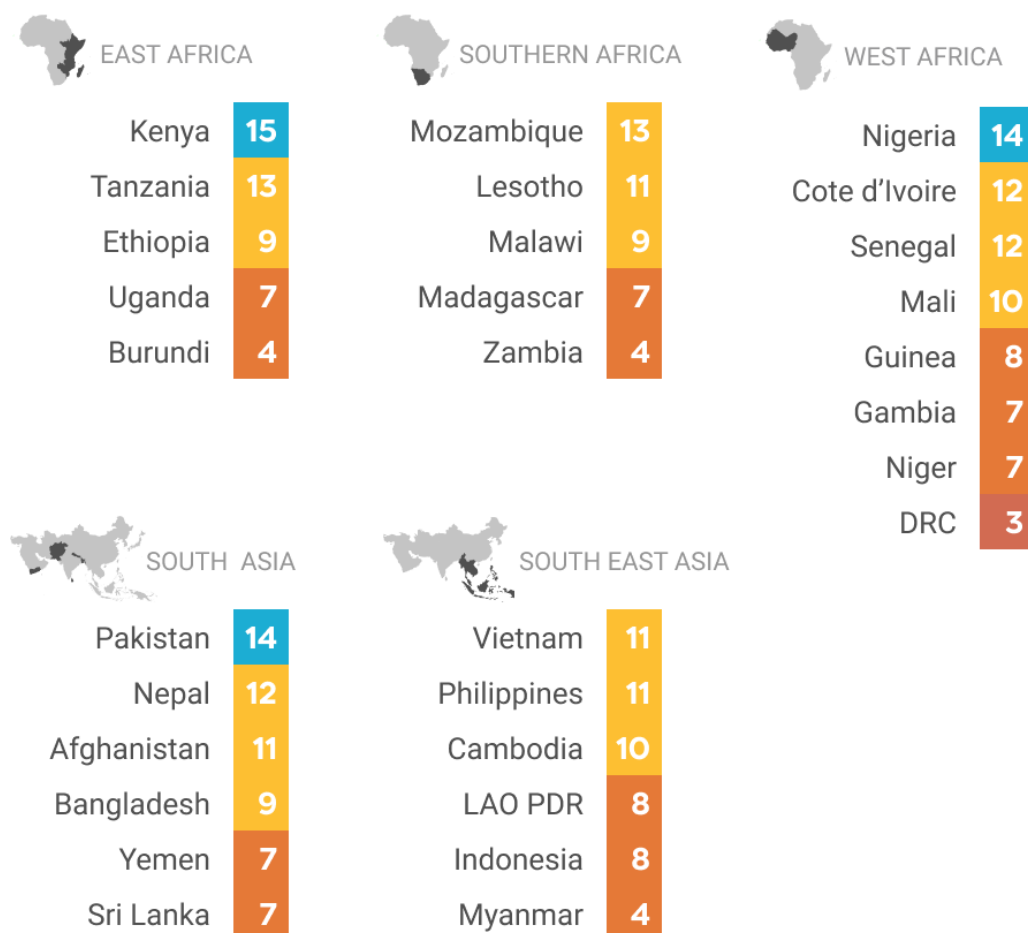 EAST AFRICA
Kenya 15
Tanzania 13
Ethiopia 9
Uganda 7
Burundi 4
SOUTHERN AFRICA
Mozambique 13
Lesotho 11
Malawi 9
Madagascar 7
Zambia 4
WEST AFRICA
Nigeria 14
Cote d’Ivoire 12
Senegal 12
Mali 10
Guinea 8
Gambia 7
Niger 7
DRC 3
SOUTH ASIA
Pakistan 14
Nepal 12
Afghanistan 11
Bangladesh 9
Yemen 7
Sri Lanka 7
SOUTH EAST ASIA
Vietnam 11
Philippines 11
Cambodia 10
LAO PDR 8
Indonesia 8
Myanmar 4